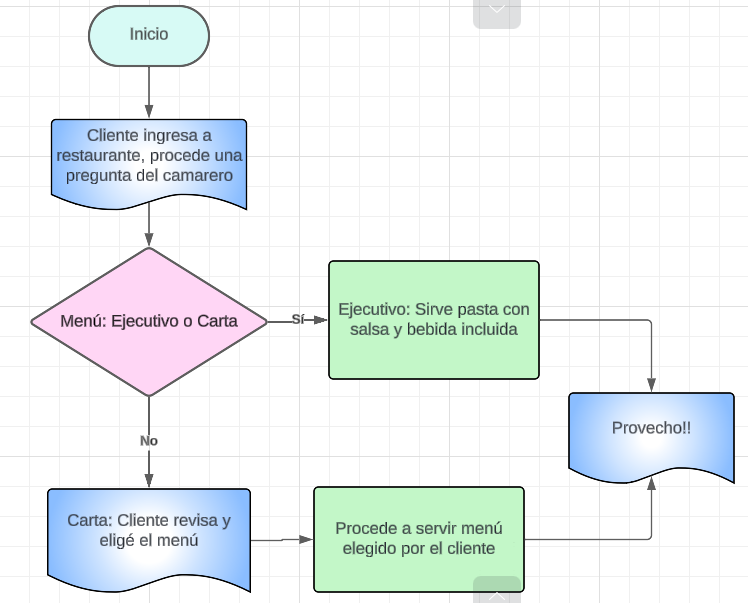 Inicio
Cliente ingresa a
restaurante, procede una
pregunta del camarero
Menú: Ejecutivo o Carta
Sí
Ejecutivo: Sirve pasta con
salsa y bebida incluida
Provecho!!
No
Carta: Cliente revisa y
eligé el menú
Procede a servir menú
elegido por el cliente